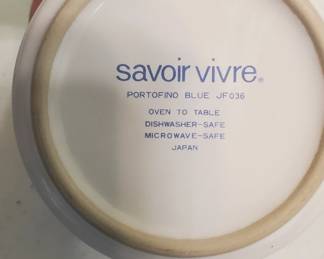 savoir vivre®
PORTOFINO BLUE JF036
OVEN TO TABLE
DISHWASHER-SAFE
MICROWAVE-SAFE
JAPAN